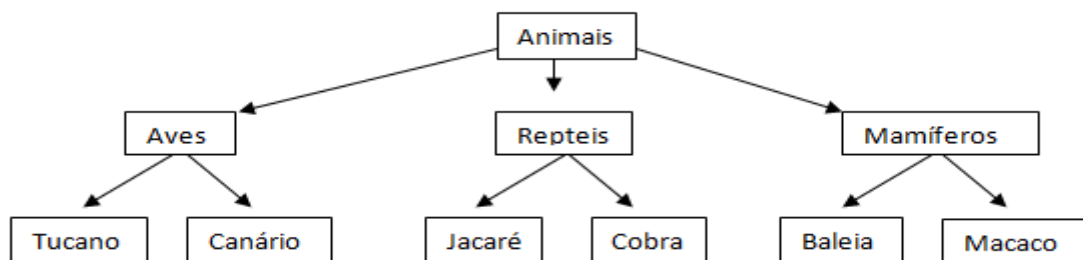 Animais
Aves Repteis Mamíferos
Tucano Canário Jacaré Cobra Baleia Macaco